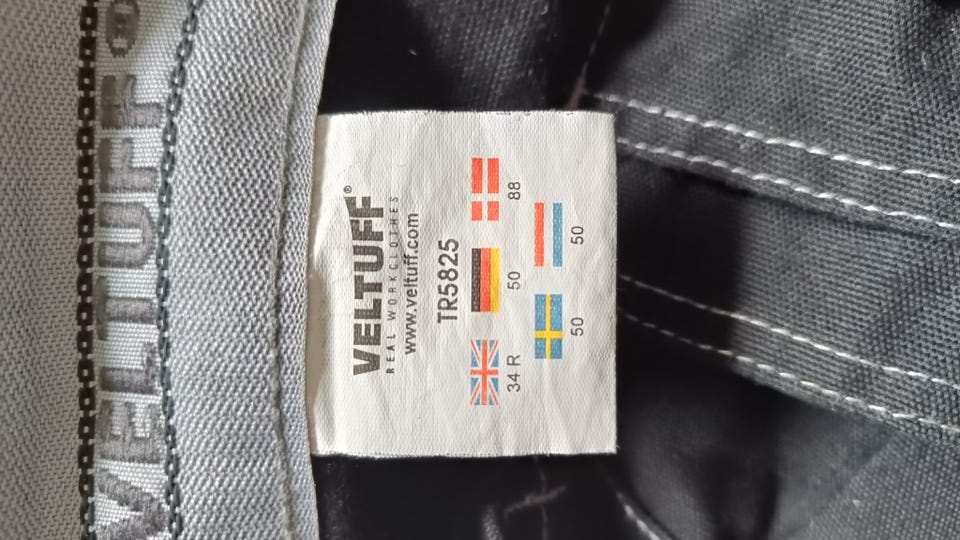 VELTUFF®
VELTUFF®
REAL WORKCLOTHES
www.veltuff.com
TR5825
34 R 50 88
50 50